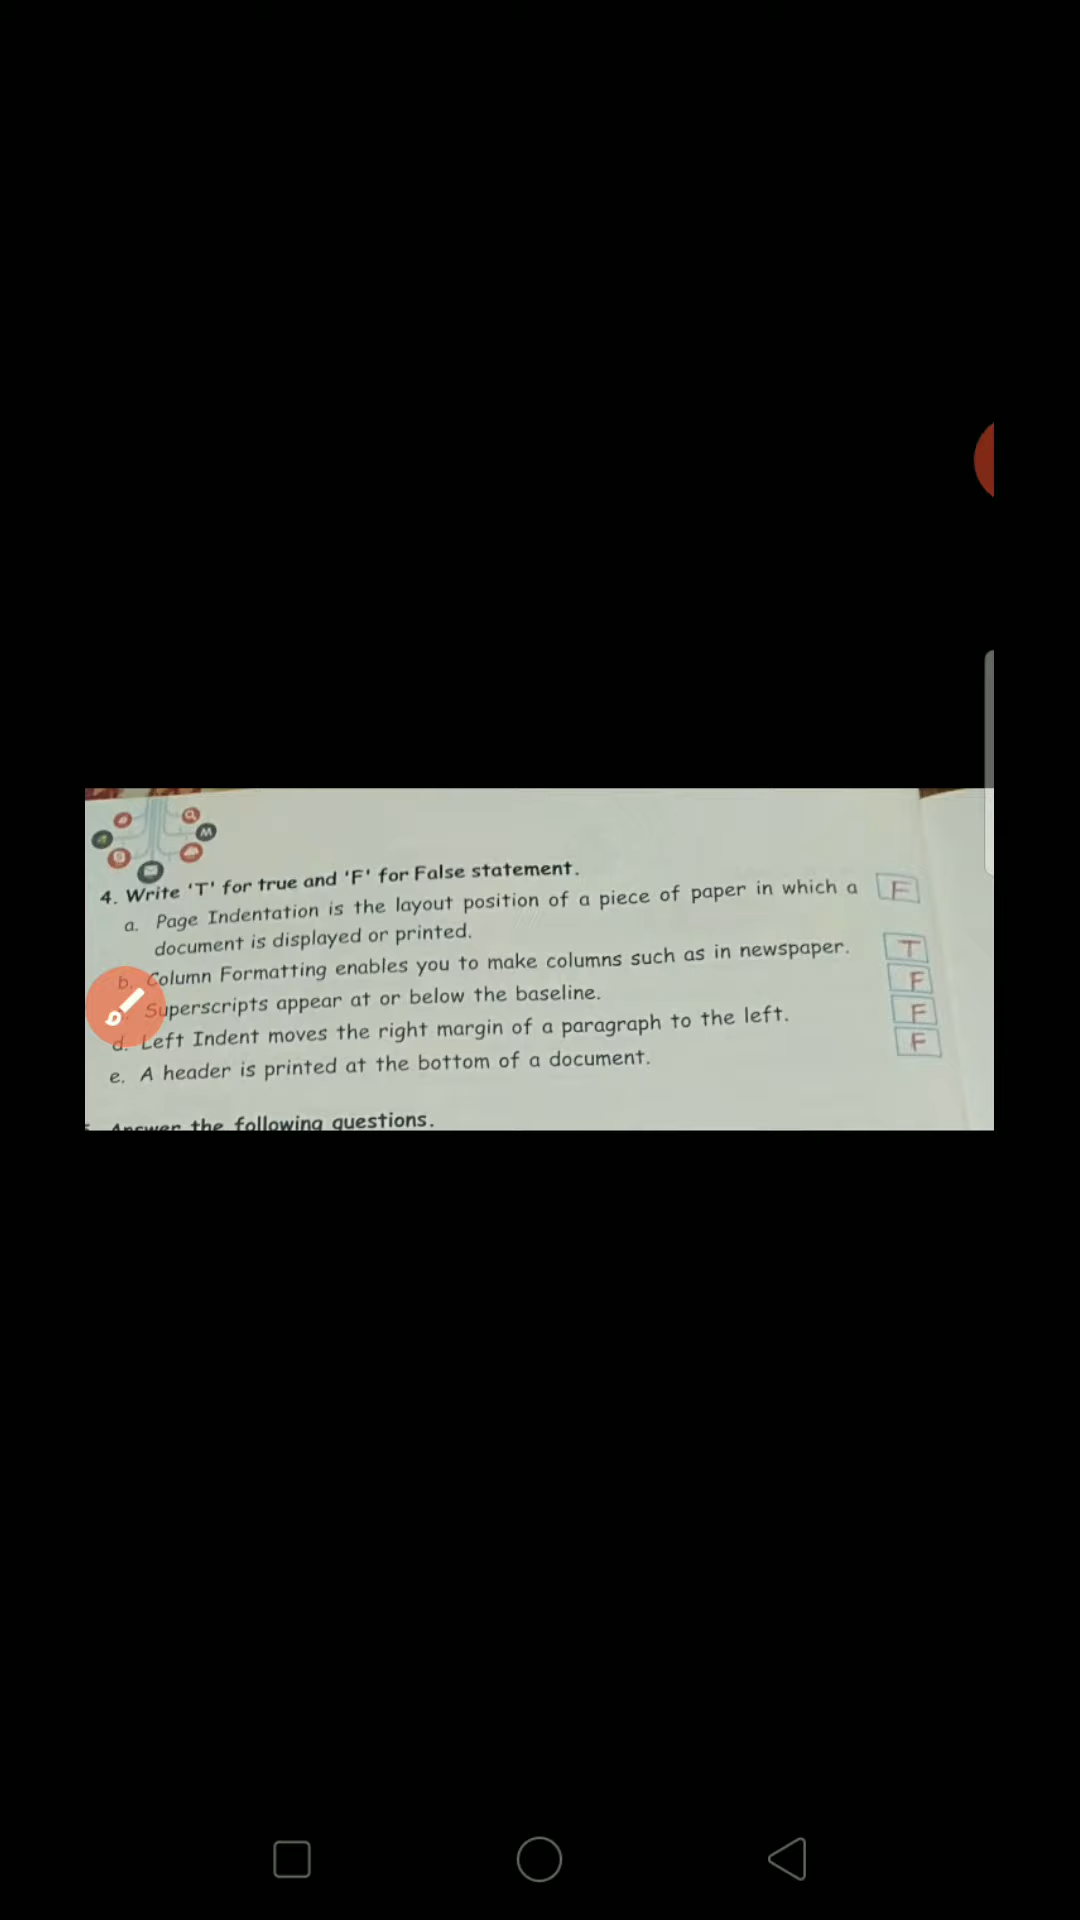 4. Write 'T' for true and 'F' for False statement.
a. Page Indentation is the layout position of a piece of paper in which a F
document is displayed or printed.
b. Column Formatting enables you to make columns such as in newspaper. T
Superscripts appear at or below the baseline. F
d. Left Indent moves the right margin of a paragraph to the left. F
e. A header is printed at the bottom of a document. F
Answer the following questions.